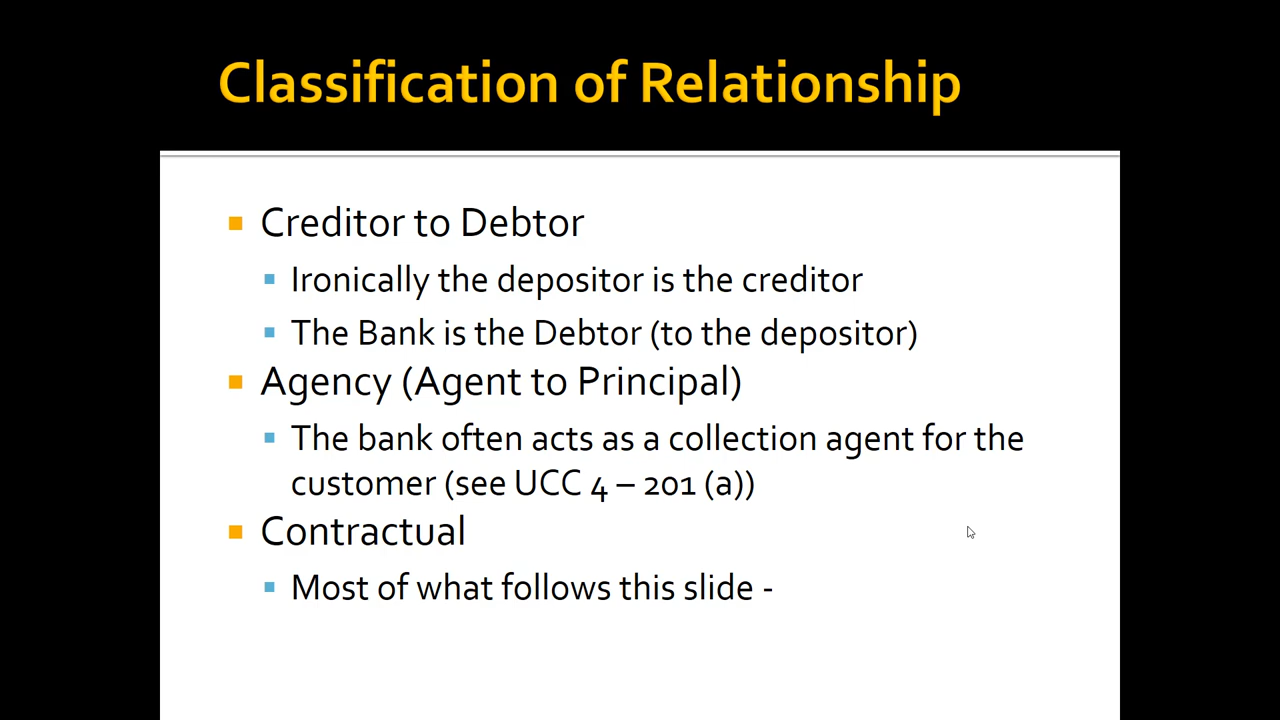 Classification of Relationship
Creditor to Debtor
Ironically the depositor is the creditor
The Bank is the Debtor (to the depositor)
Agency (Agent to Principal)
The bank often acts as a collection agent for the
customer (see UCC 4 – 201 (a))
Contractual
Most of what follows this slide -